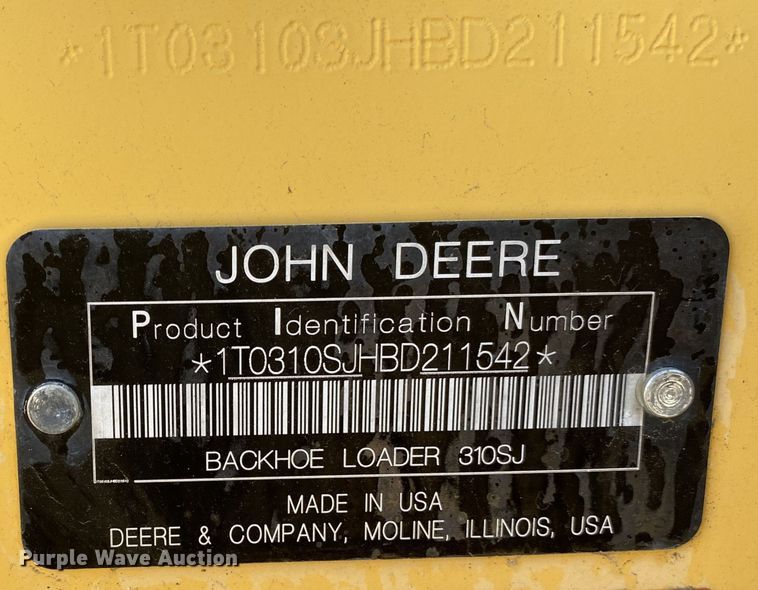 *1T0310SJHBD211542*
JOHN DEERE
Product Identification Number
*1T0310SJHBD211542*
BACKHOE LOADER 310SJ
MADE IN USA
DEERE & COMPANY, MOLINE, ILLINOIS, USA
Purple Wave Auction